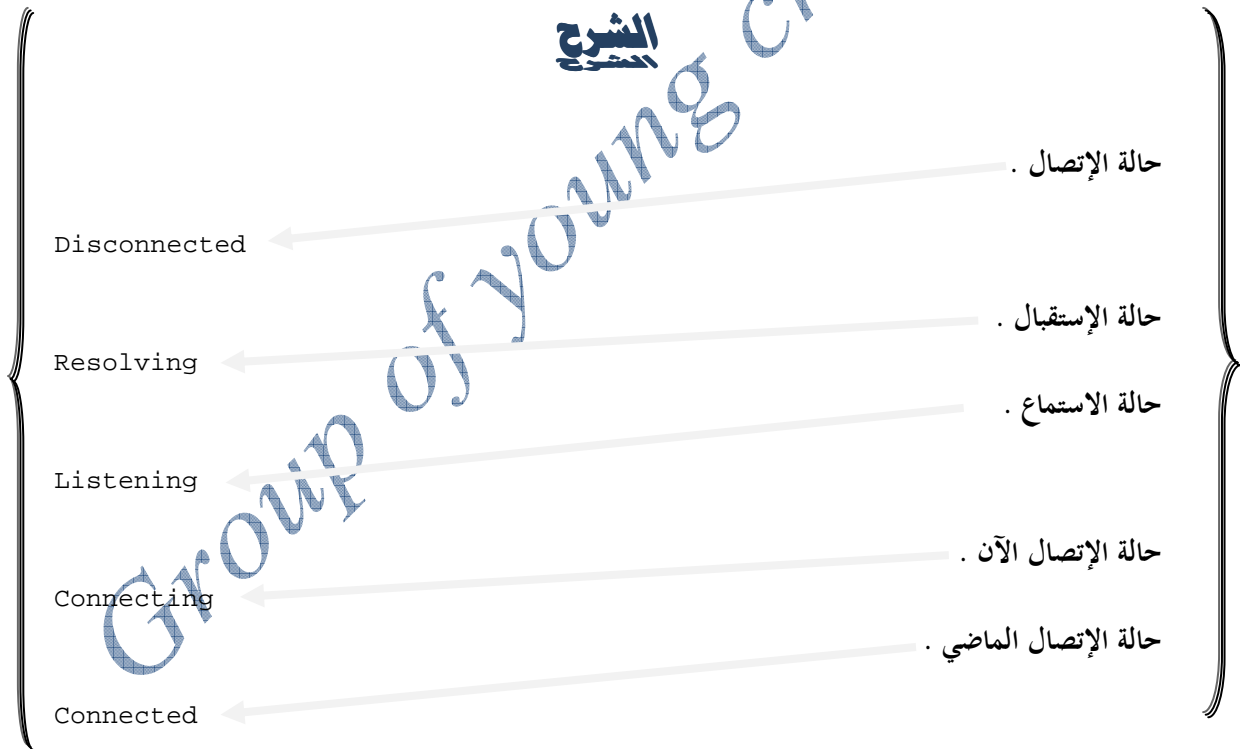 الشرح
حالة الإتصال .
Disconnected
حالة الإستقبال .
Resolving
حالة الاستماع .
Listening
حالة الإتصال الآن .
Connecting
حالة الإتصال الماضي .
Connected
Group of young